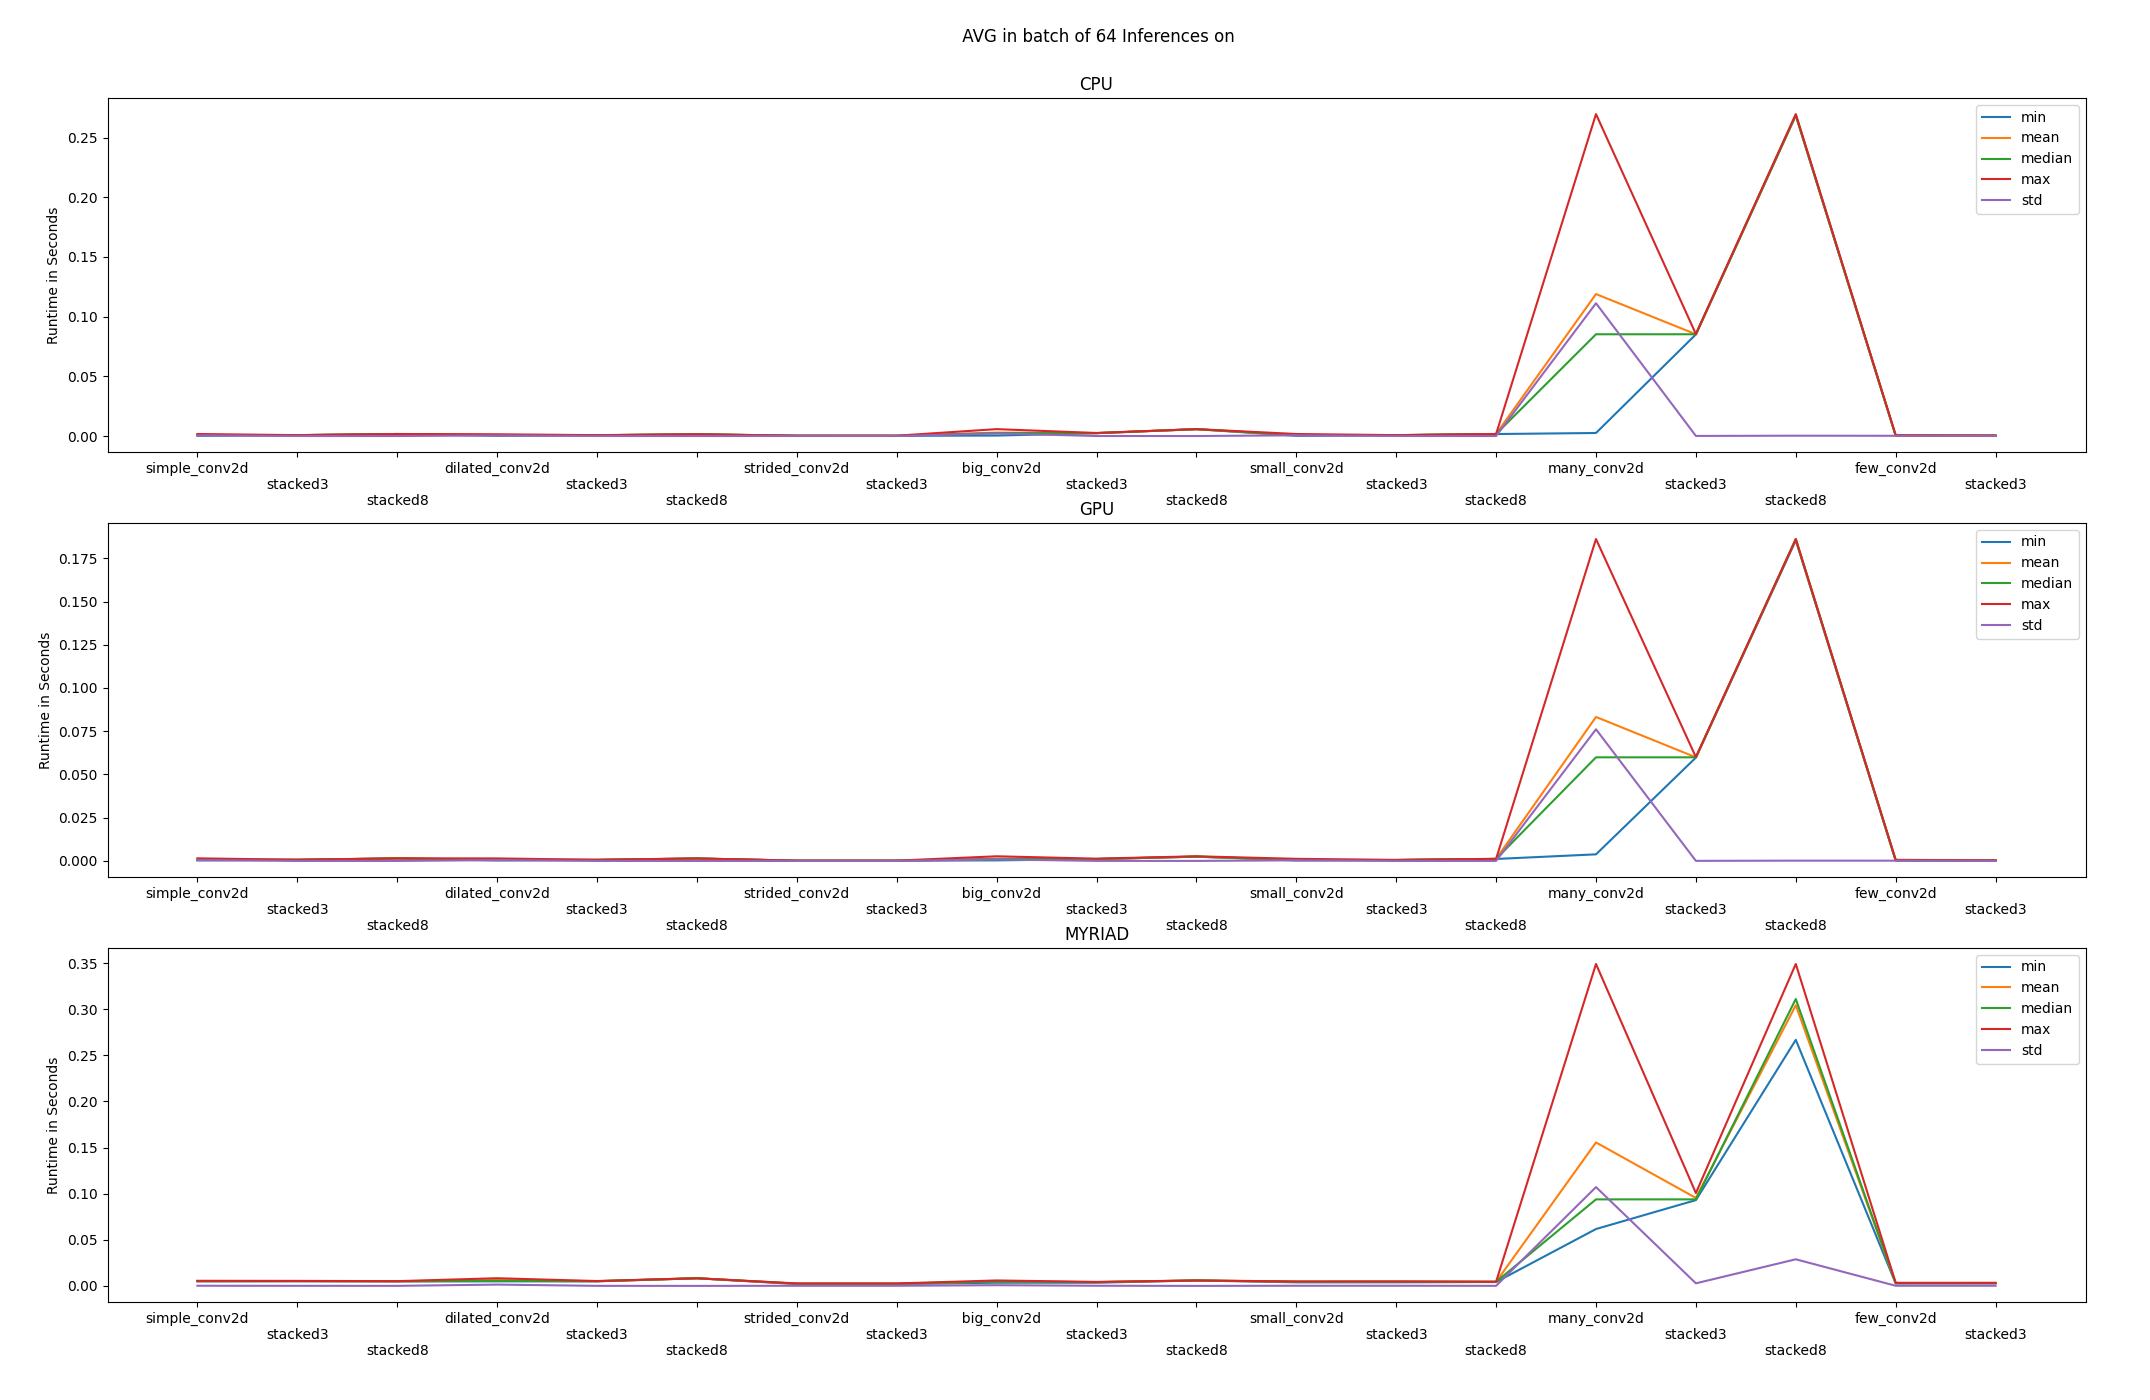 AVG in batch of 64 Inferences on
CPU
Runtime in Seconds
0.25
0.20
0.15
0.10
0.05
0.00
min
mean
median
max
std
simple_conv2d
stacked3
stacked8
dilated_conv2d
stacked3
stacked8
strided_conv2d
stacked3
big_conv2d
stacked3
stacked8
small_conv2d
stacked3
stacked8
many_conv2d
stacked3
stacked8
few_conv2d
stacked3
GPU
Runtime in Seconds
0.175
0.150
0.125
0.100
0.075
0.050
0.025
0.000
min
mean
median
max
std
simple_conv2d
stacked3
stacked8
dilated_conv2d
stacked3
stacked8
strided_conv2d
stacked3
big_conv2d
stacked3
stacked8
small_conv2d
stacked3
stacked8
many_conv2d
stacked3
stacked8
few_conv2d
stacked3
MYRIAD
Runtime in Seconds
0.35
0.30
0.25
0.20
0.15
0.10
0.05
0.00
min
mean
median
max
std
simple_conv2d
stacked3
stacked8
dilated_conv2d
stacked3
stacked8
strided_conv2d
stacked3
big_conv2d
stacked3
stacked8
small_conv2d
stacked3
stacked8
many_conv2d
stacked3
stacked8
few_conv2d
stacked3